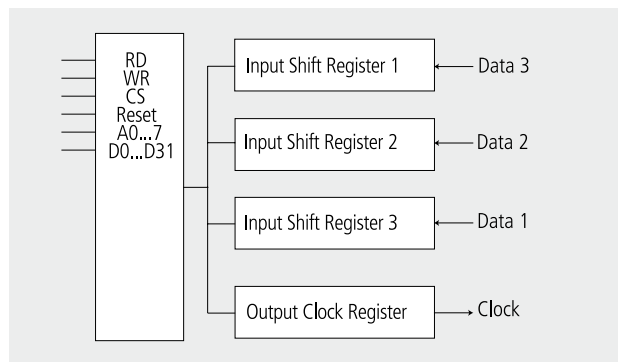 RD
WR
CS
Reset
A0...7
D0...D31
Input Shift Register 1
Data 3
Input Shift Register 2
Data 2
Input Shift Register 3
Data 1
Output Clock Register
Clock